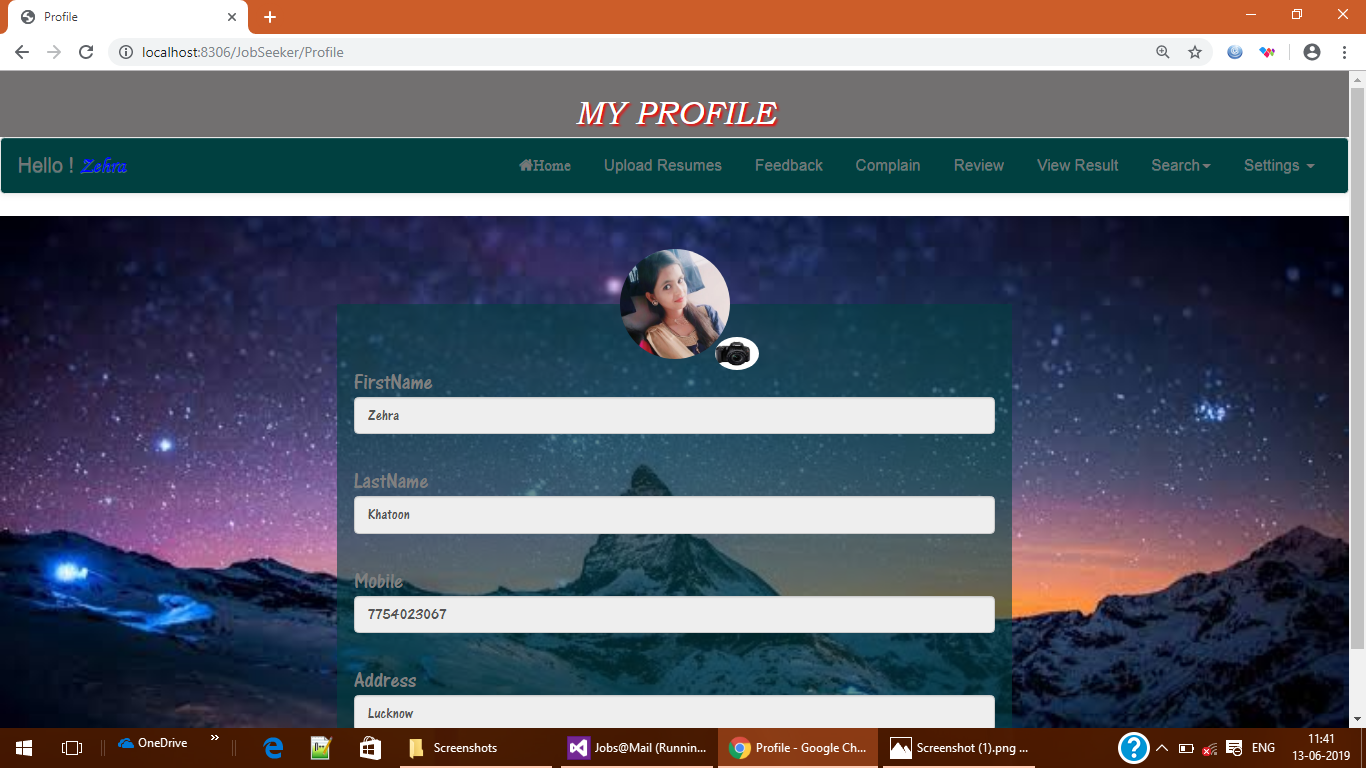 Profile
localhost:8306/JobSeeker/Profile
MY PROFILE
Hello ! Zehra Home Upload Resumes Feedback Complain Review View Result Search Settings
FirstName
Zehra
LastName
Khatoon
Mobile
7754023067
Address
Lucknow
OneDrive » Screenshots Jobs@Mail (Runnin... Profile - Google Ch... Screenshot (1).png ... ? ENG 11:41
13-06-2019